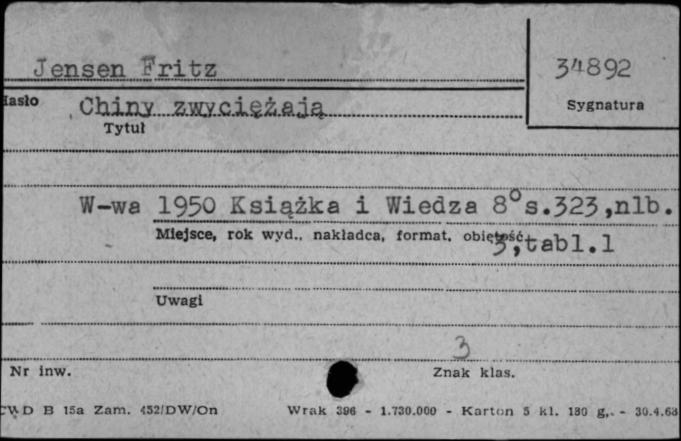 Jensen Fritz
34892
Hasło Chiny zwyciężają
Sygnatura
Tytuł
W-wa 1950 Książka i Wiedza 8° s.323,nlb.
Miejsce, rok wyd., nakładca, format, objętość
3,tabl.1
Uwagi
3
Nr inw. Znak klas.
CWD B 15a Zam. 452/DW/On Wrak 396 - 1.730.000 - Karton 5 kl. 180 g,. - 30.4.63